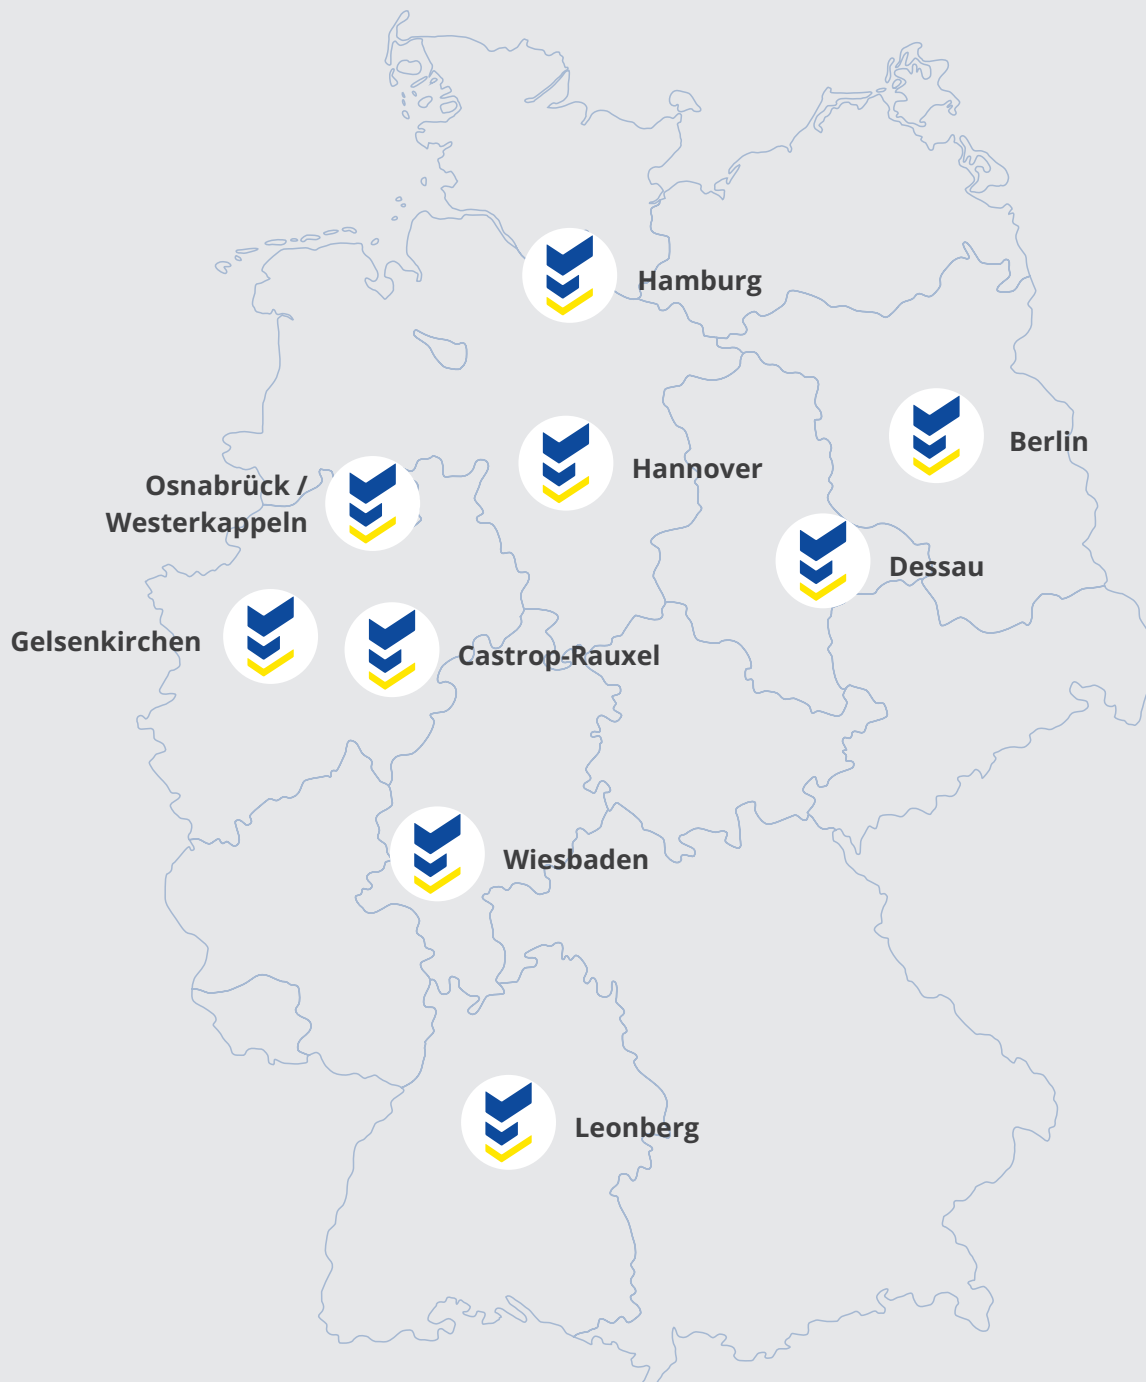 Hamburg
Berlin
Hannover
Osnabrück /
Westerkappeln
Dessau
Gelsenkirchen
Castrop-Rauxel
Wiesbaden
Leonberg